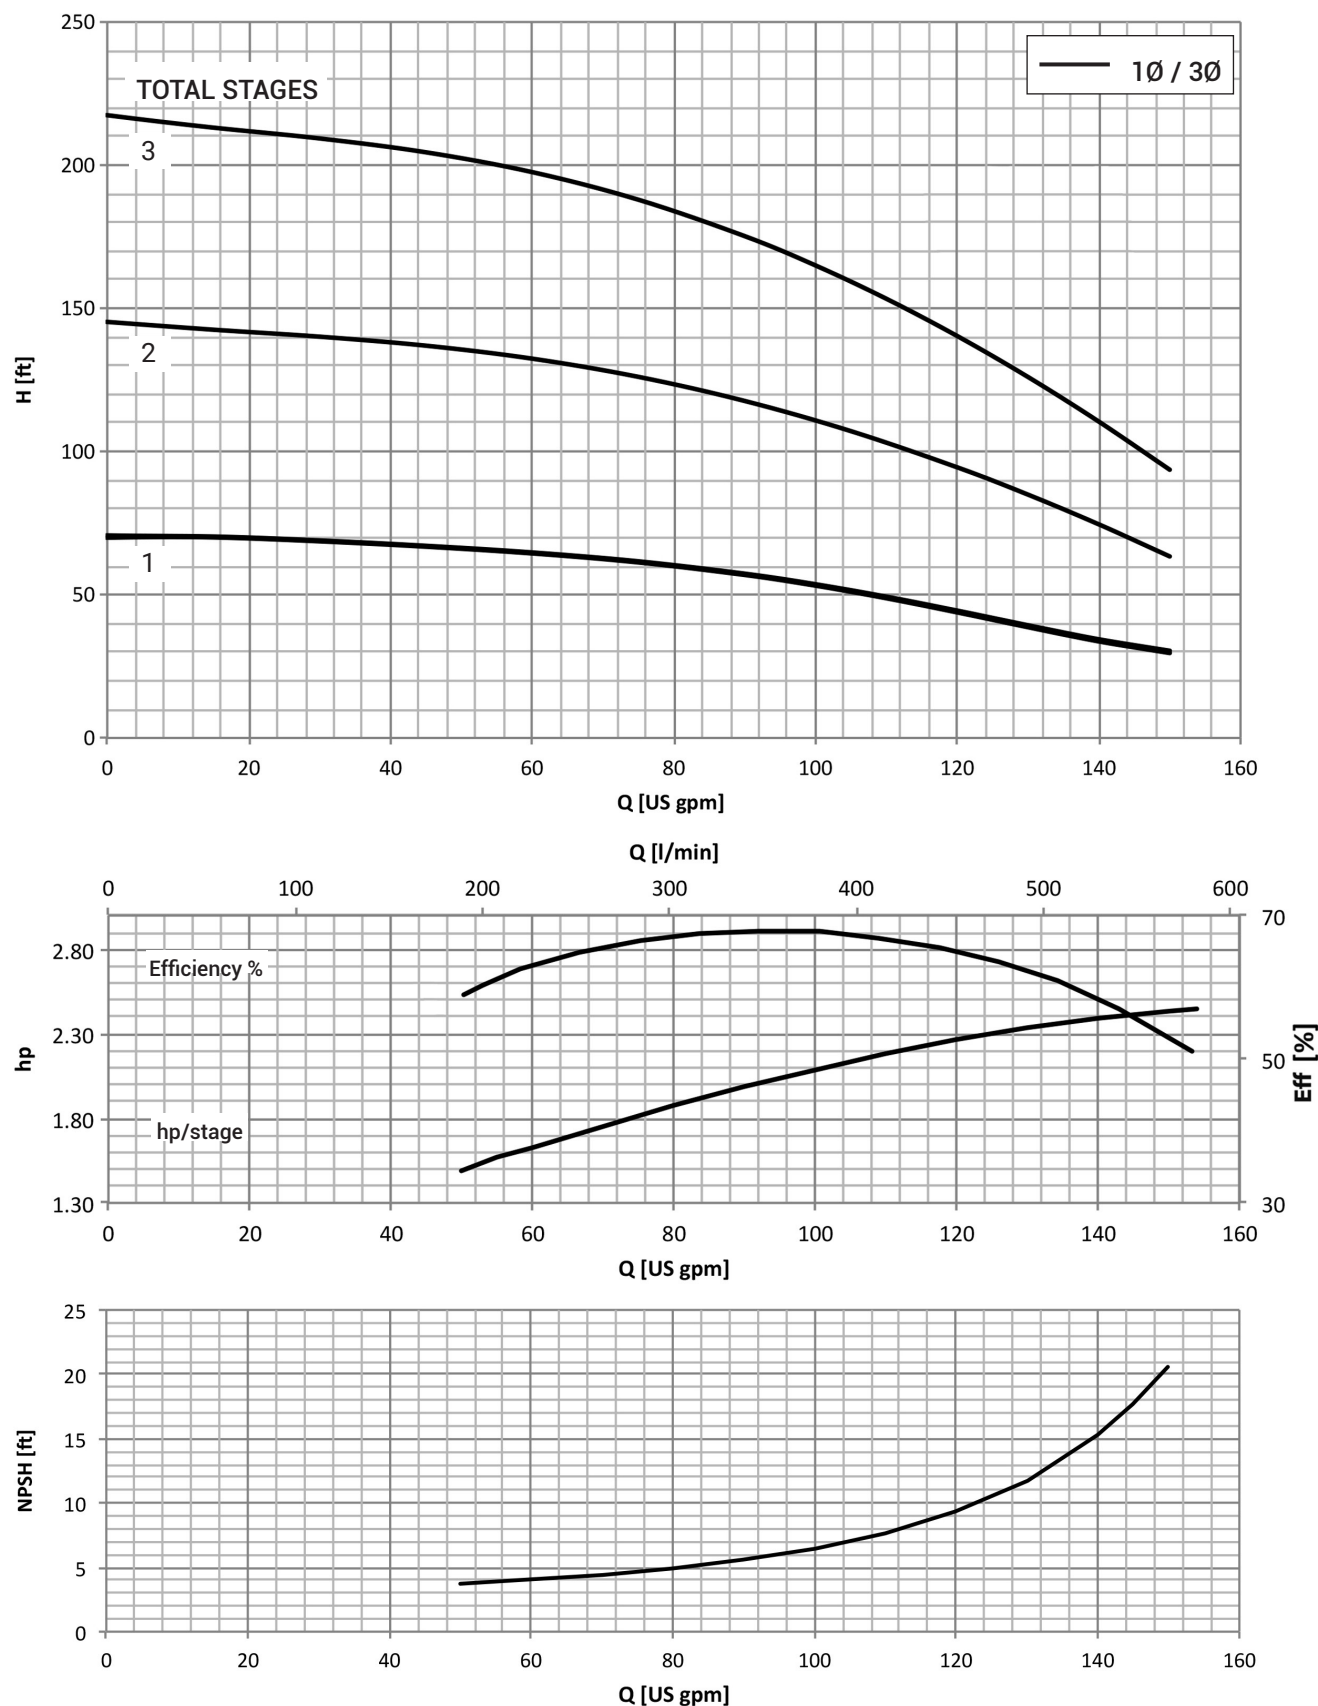 250
1Ø / 3Ø
TOTAL STAGES
3
200
150
2
H [ft]
100
1
50
0
0 20 40 60 80 100 120 140 160
Q [US gpm]
Q [l/min]
0 100 200 300 400 500 600
70
2.80
Efficiency %
2.30
hp
50
Eff [%]
1.80
hp/stage
1.30
30
0 20 40 60 80 100 120 140 160
Q [US gpm]
25
20
15
NPSH [ft]
10
5
0
0 20 40 60 80 100 120 140 160
Q [US gpm]